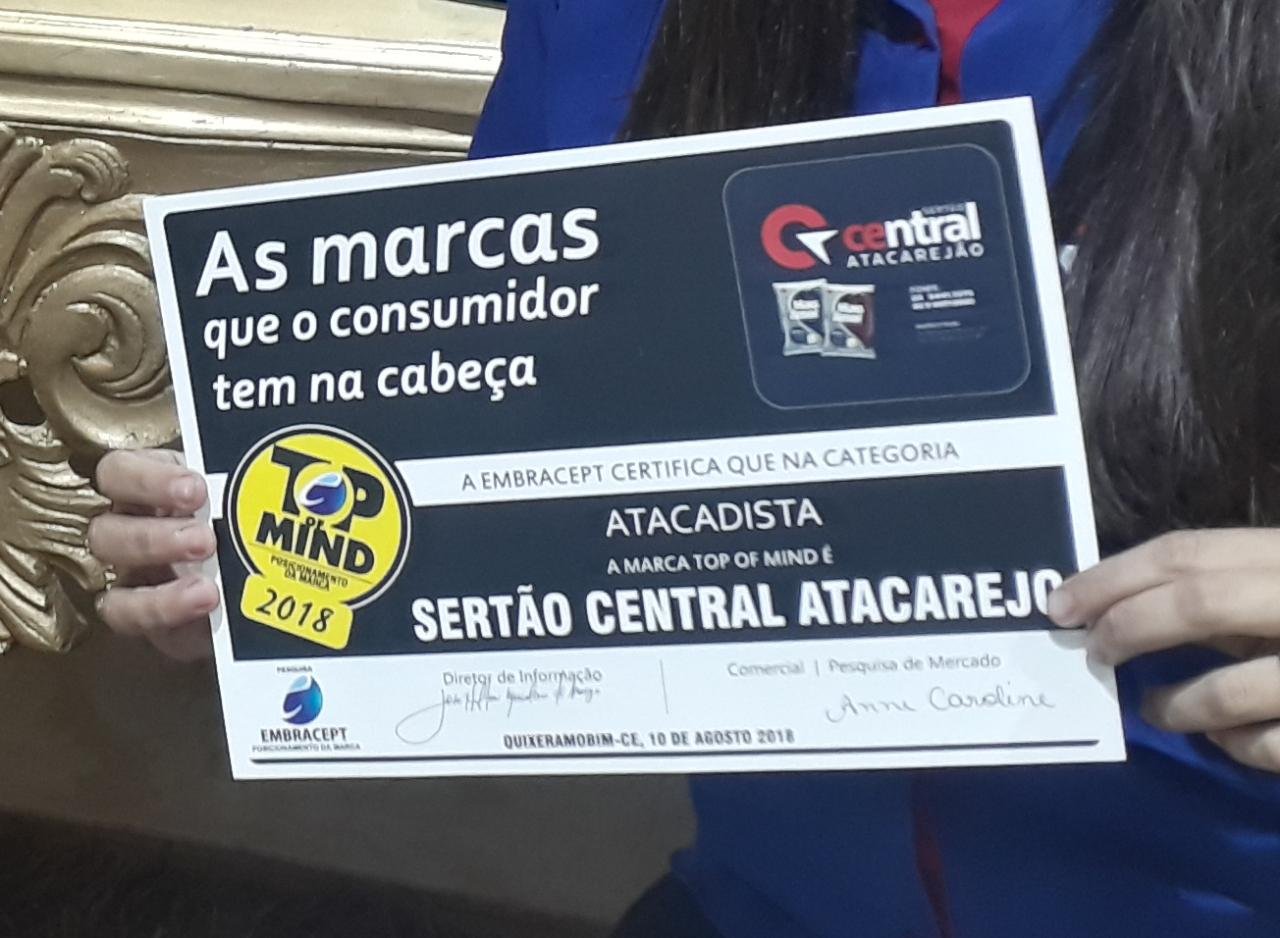 As marcas
que o consumidor
tem na cabeça
central
ATACAREJÃO
A EMBRACEPT CERTIFICA QUE NA CATEGORIA
ATACADISTA
A MARCA TOP OF MIND É
SERTÃO CENTRAL ATACAREJO
TOP
OF
MIND
POSICIONAMENTO
DA MARCA
2018
PESQUISA
EMBRACEPT
POSICIONAMENTO DA MARCA
Diretor de Informação
Comercial | Pesquisa de Mercado
Anne Caroline
QUIXERAMOBIM-CE, 10 DE AGOSTO 2018